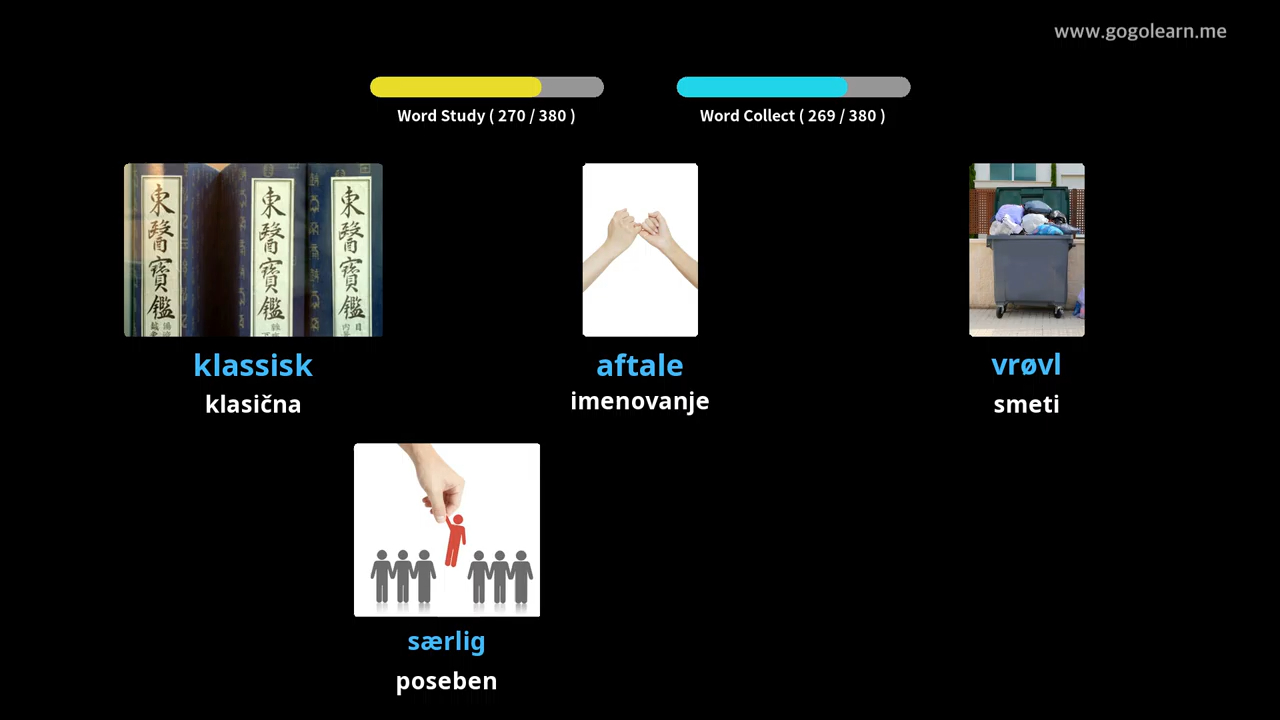 www.gogolearn.me
Word Study ( 270 / 380 )
Word Collect ( 269 / 380 )
東醫寶鑑
東醫寶鑑
東醫寶鑑
klassisk
klasična
aftale
imenovanje
vrøvl
smeti
særlig
poseben